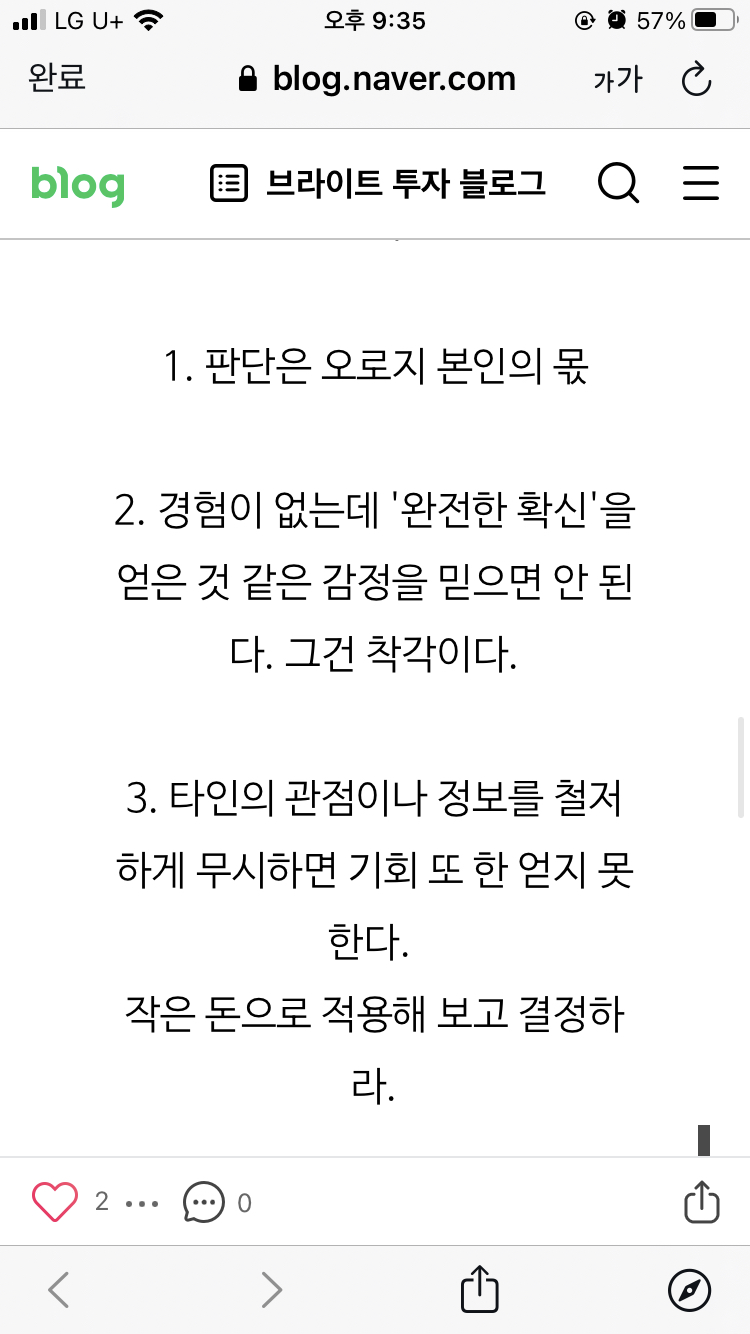 LG U+ 오후 9:35 57%
완료 blog.naver.com 가가
blog 브라이트 투자 블로그
1. 판단은 오로지 본인의 몫
2. 경험이 없는데 '완전한 확신'을
얻은 것 같은 감정을 믿으면 안 된
다. 그건 착각이다.
3. 타인의 관점이나 정보를 철저
하게 무시하면 기회 또 한 얻지 못
한다.
작은 돈으로 적용해 보고 결정하
라.
2 0